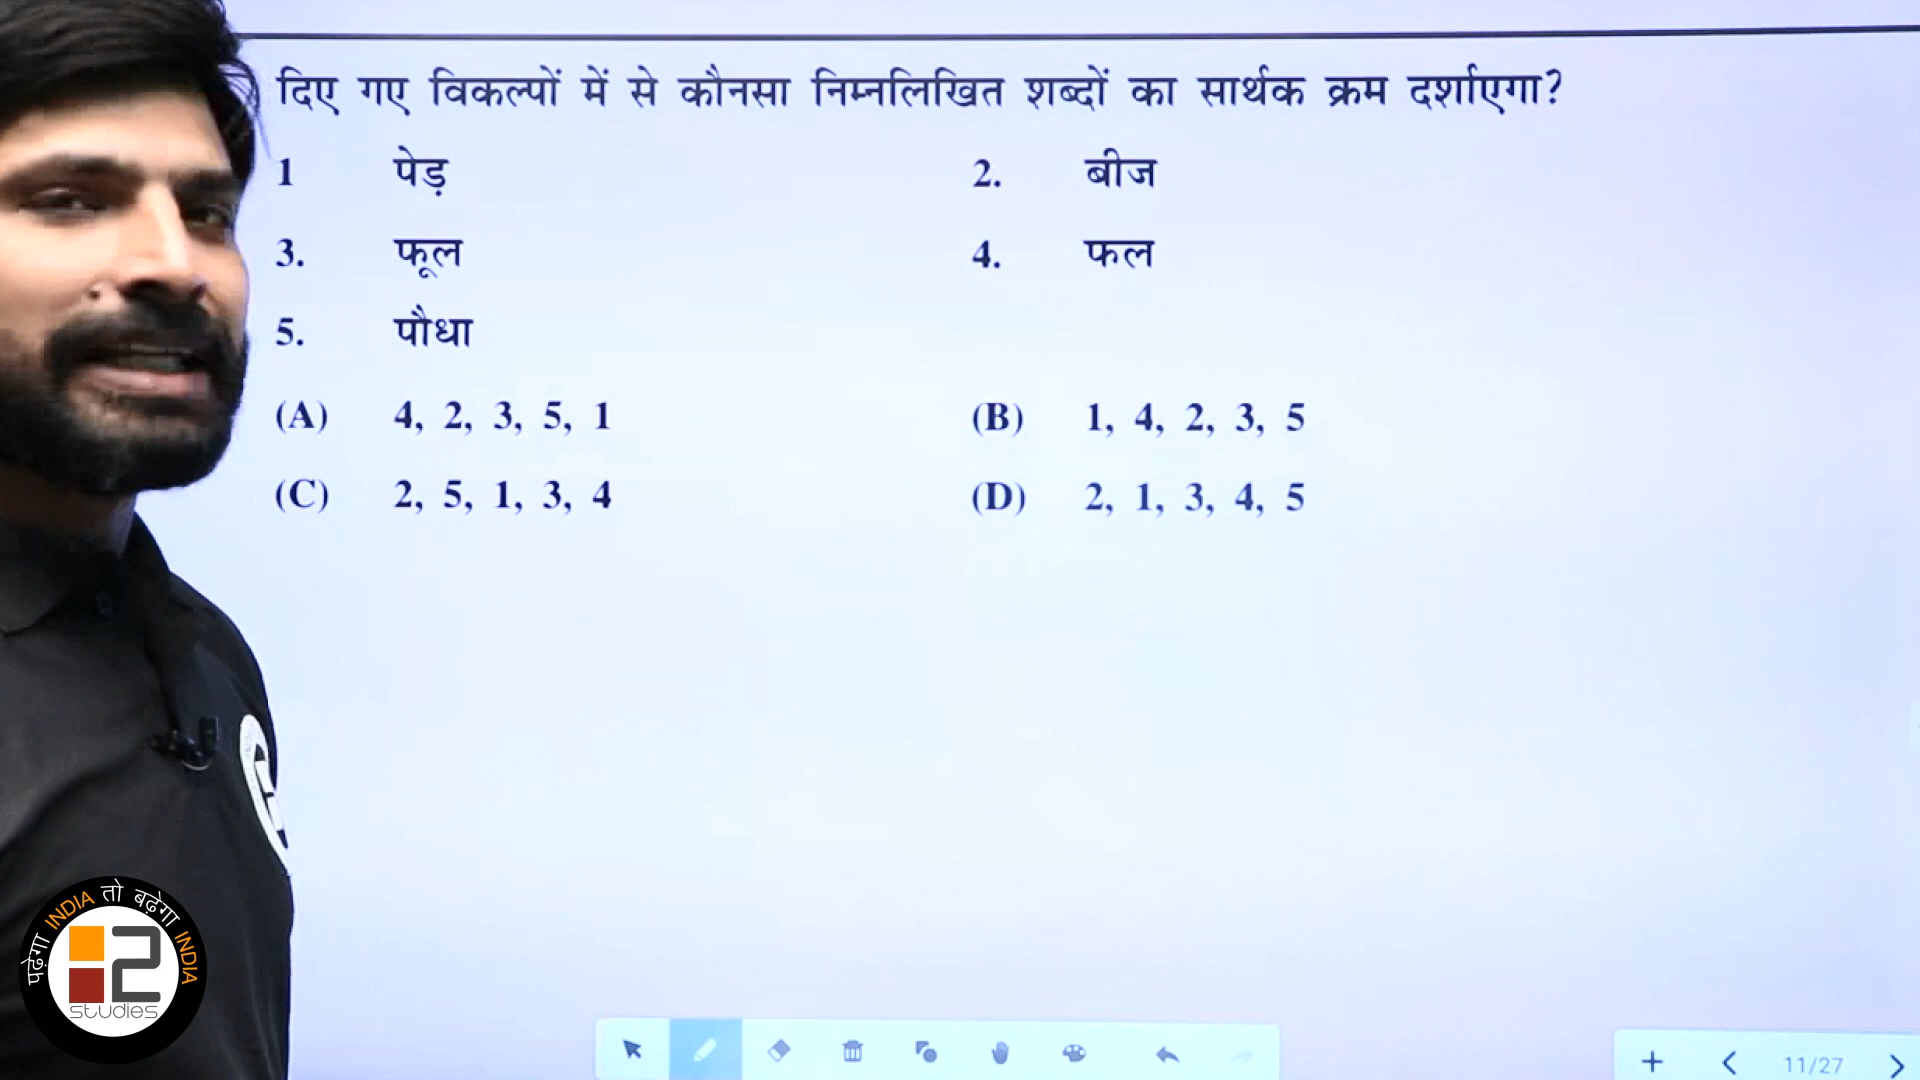 दिए गए विकल्पों में से कौनसा निम्नलिखित शब्दों का सार्थक क्रम दर्शाएगा?
1 पेड़ 2. बीज
3. फूल 4. फल
5. पौधा
(A) 4, 2, 3, 5, 1 (B) 1, 4, 2, 3, 5
(C) 2, 5, 1, 3, 4 (D) 2, 1, 3, 4, 5
पढ़ेगा INDIA तो बढ़ेगा INDIA
i2
studies
11/27